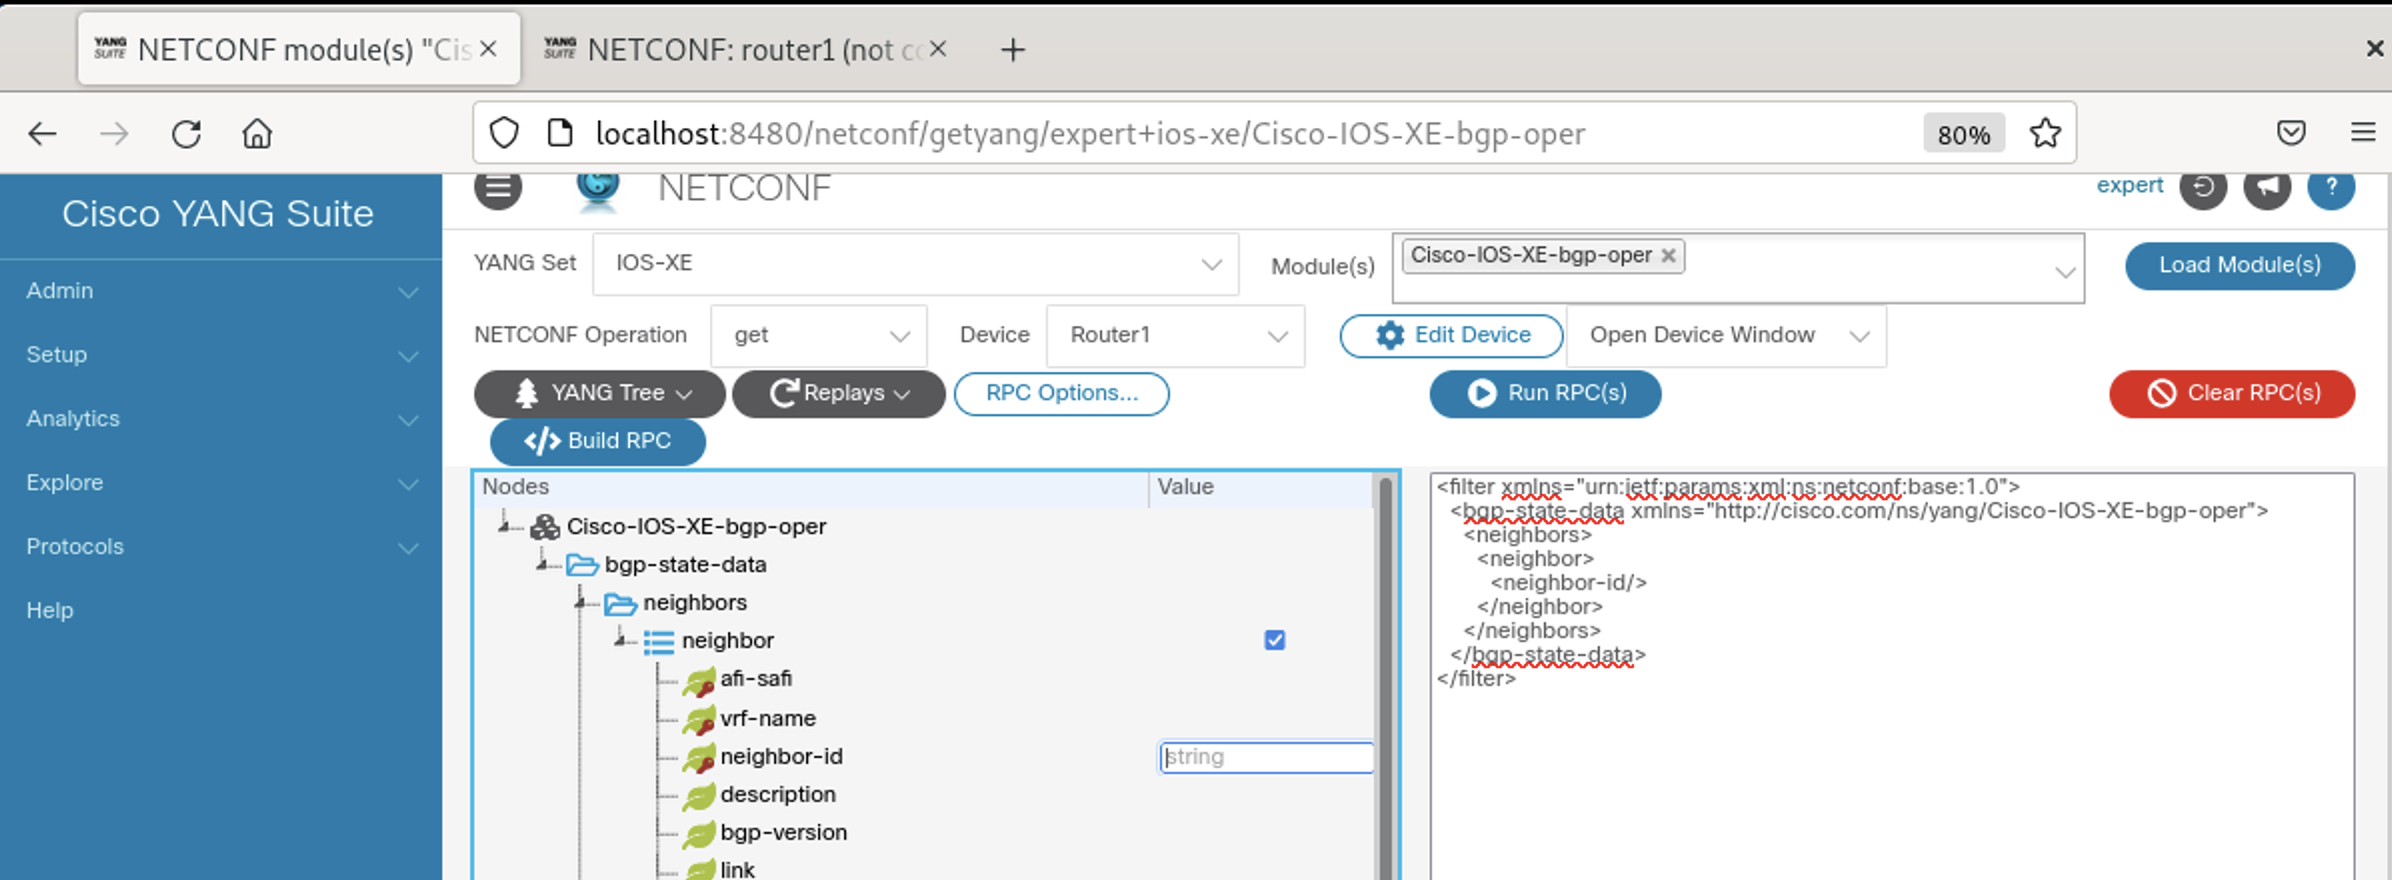 YANG SUITE NETCONF module(s) "Cis
YANG SUITE NETCONF: router1 (not cc
localhost:8480/netconf/getyang/expert+ios-xe/Cisco-IOS-XE-bgp-oper 80%
Cisco YANG Suite
Admin
Setup
Analytics
Explore
Protocols
Help
NETCONF
expert
?
YANG Set IOS-XE Module(s) Cisco-IOS-XE-bgp-oper Load Module(s)
NETCONF Operation get Device Router1 Edit Device Open Device Window
YANG Tree Replays RPC Options... Run RPC(s) Clear RPC(s)
</> Build RPC
Nodes Value
Cisco-IOS-XE-bgp-oper
bgp-state-data
neighbors
neighbor
afi-safi
vrf-name
neighbor-id string
description
bgp-version
link
<filter xmlns="urn:ietf:params:xml:ns:netconf:base:1.0">
<bgp-state-data xmlns="http://cisco.com/ns/yang/Cisco-IOS-XE-bgp-oper">
<neighbors>
<neighbor>
<neighbor-id/>
</neighbor>
</neighbors>
</bgp-state-data>
</filter>